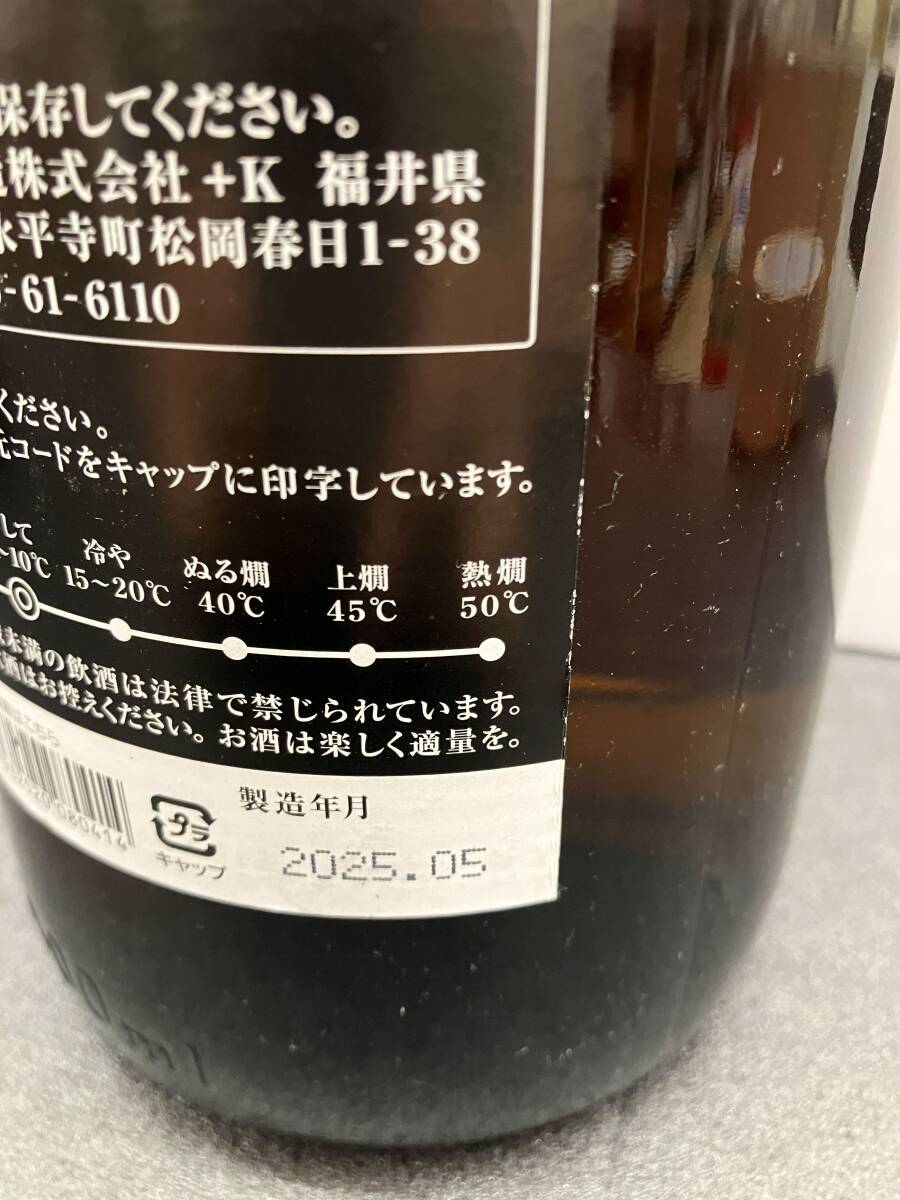 保存してください。
株式会社 +K 福井県
永平寺町松岡春日1-38
-61-6110
ください。
コードをキャップに印字しています。
して 冷や ぬる燗 上燗 熱燗
~10℃ 15~20℃ 40℃ 45℃ 50℃
未満の飲酒は法律で禁じられています。
酒はお控えください。お酒は楽しく適量を。
080414
プラ
キャップ
製造年月
2025.05
00ml